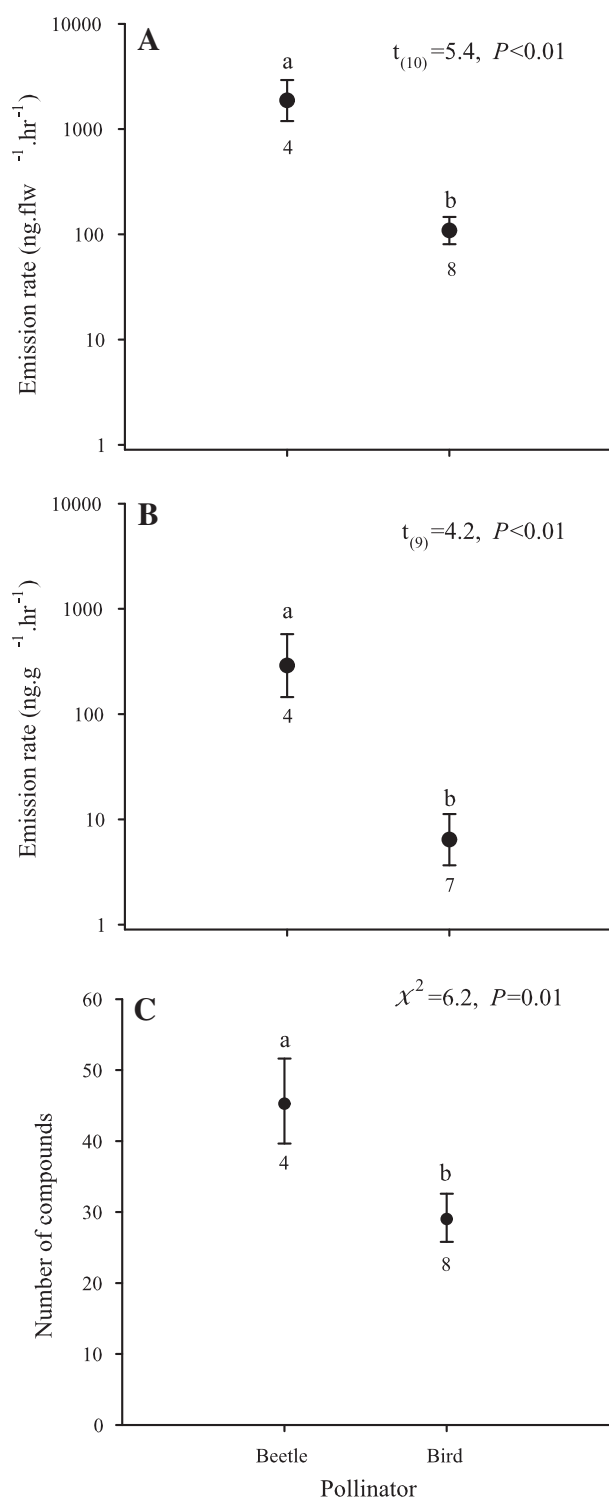 A
t(10)=5.4, P<0.01
10000
1000
100
10
1
Emission rate (ng.flw -1.hr-1)
a
4
b
8
B
t(9)=4.2, P<0.01
10000
1000
100
10
1
Emission rate (ng.g -1.hr-1)
a
4
b
7
C
χ2=6.2, P=0.01
60
50
40
30
20
10
0
Number of compounds
a
4
b
8
Beetle Bird
Pollinator